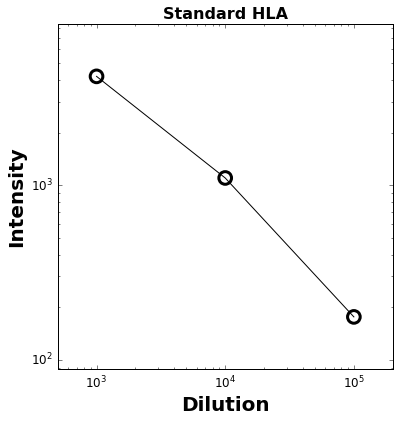 Standard HLA
Intensity
10³
10²
10³ 10⁴ 10⁵
Dilution